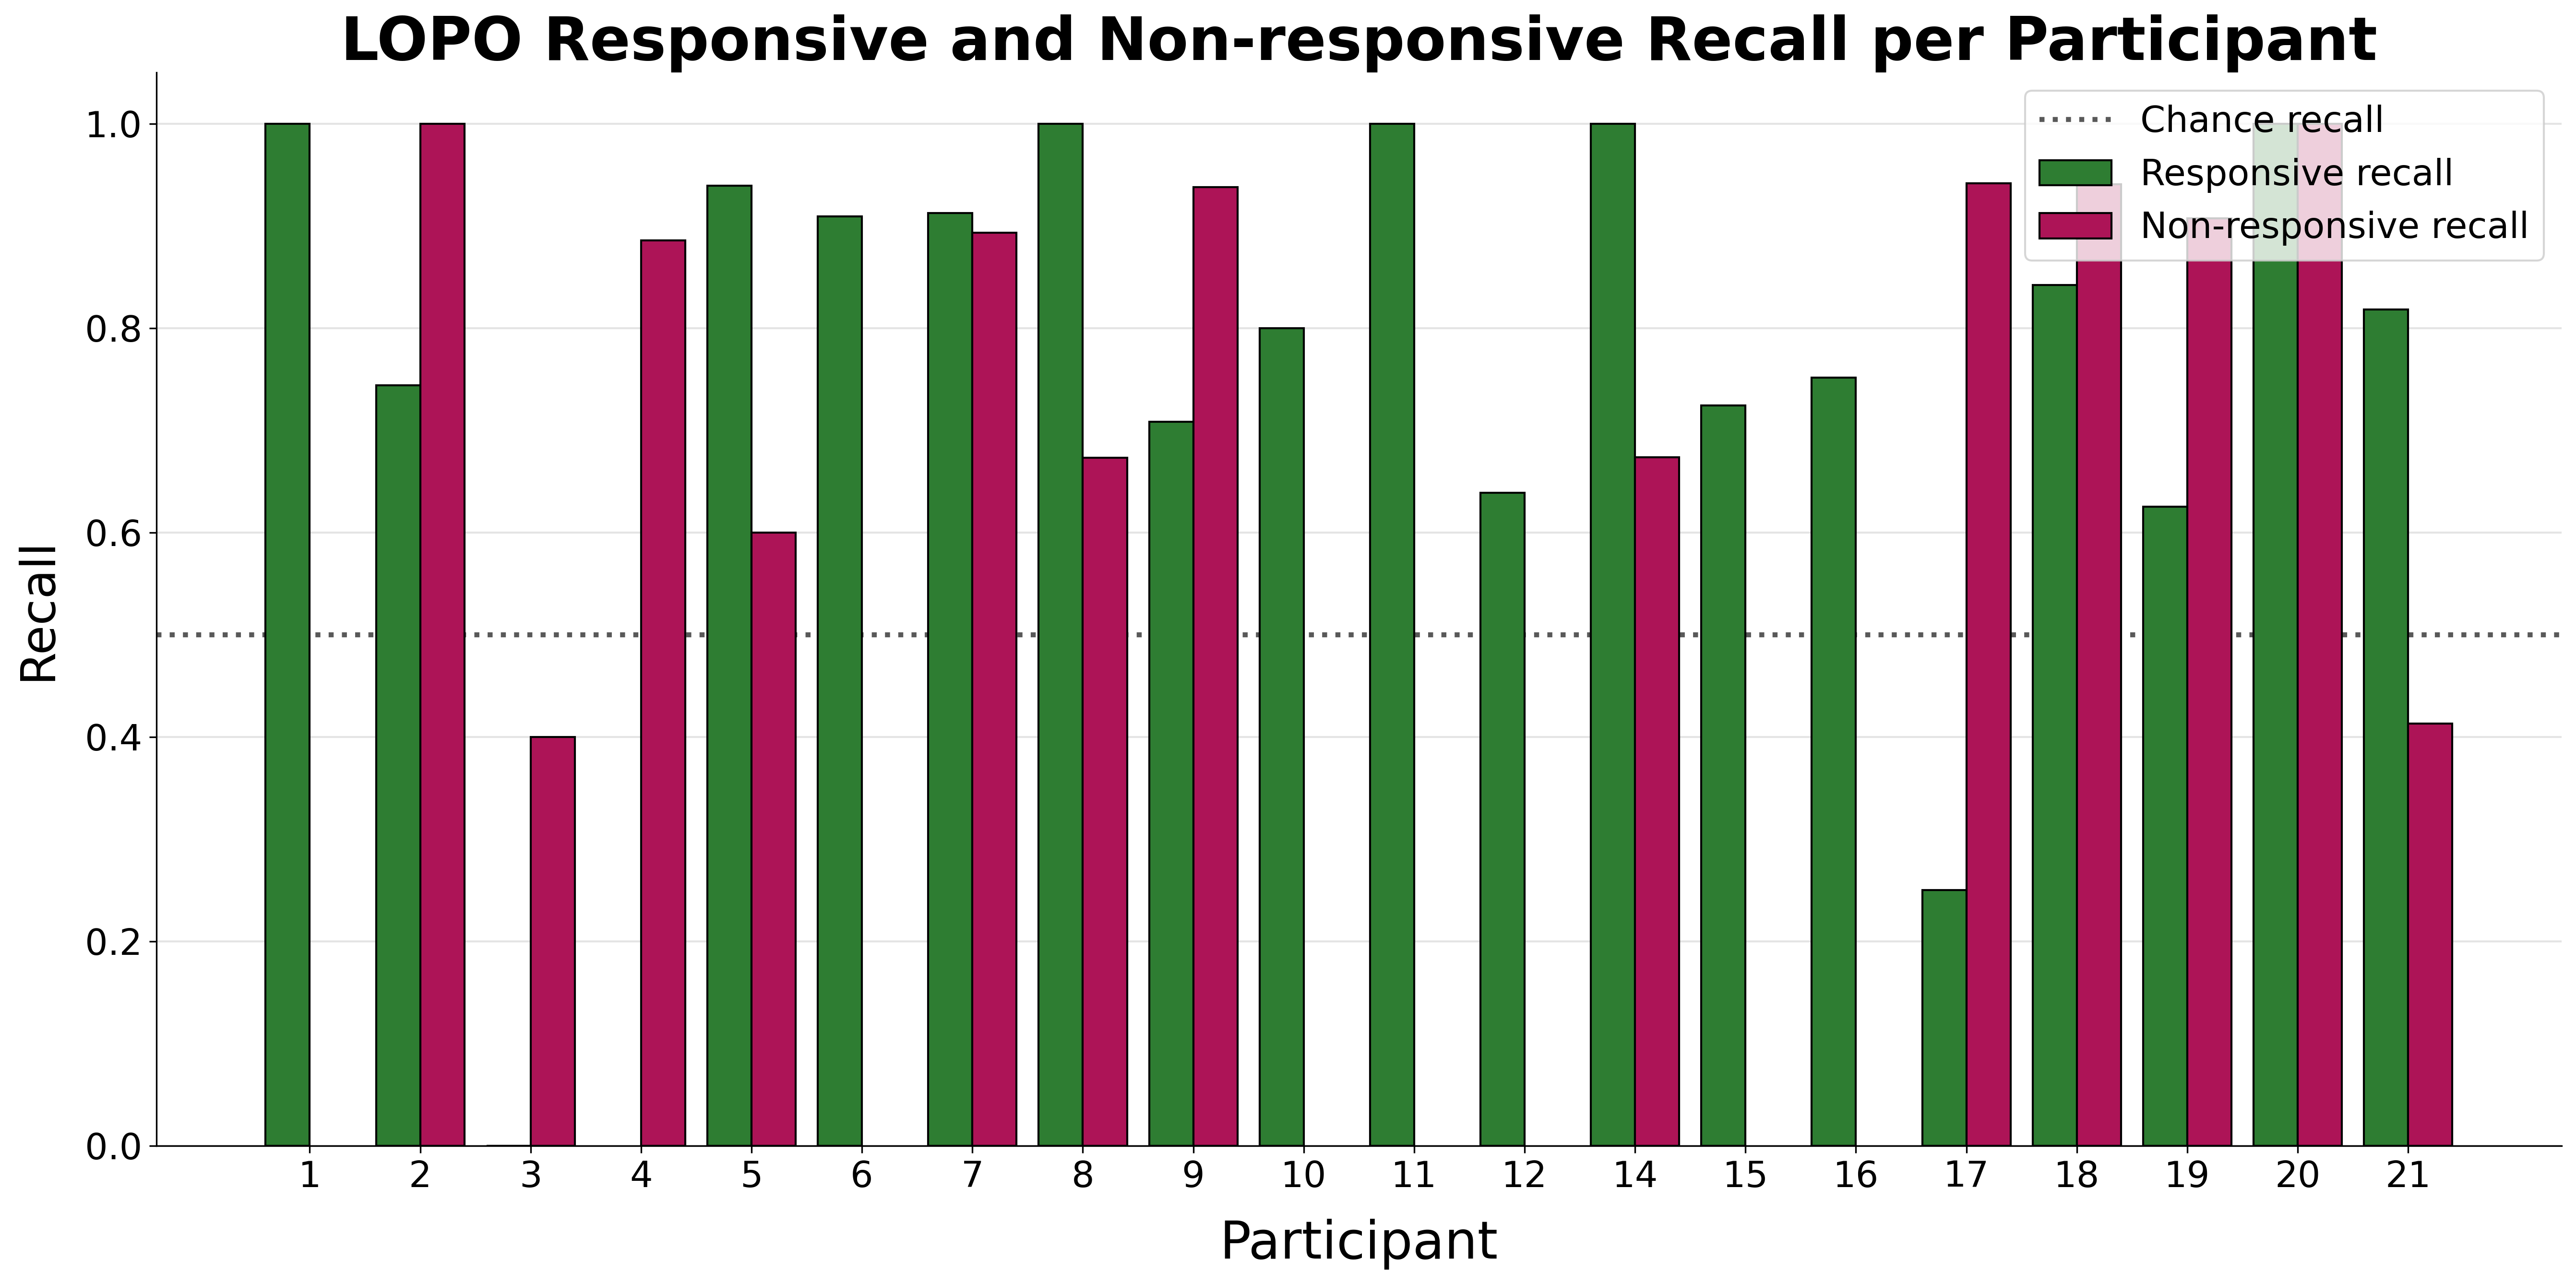 LOPO Responsive and Non-responsive Recall per Participant
Chance recall
Responsive recall
Non-responsive recall
Recall
1.0
0.8
0.6
0.4
0.2
0.0
1 2 3 4 5 6 7 8 9 10 11 12 14 15 16 17 18 19 20 21
Participant